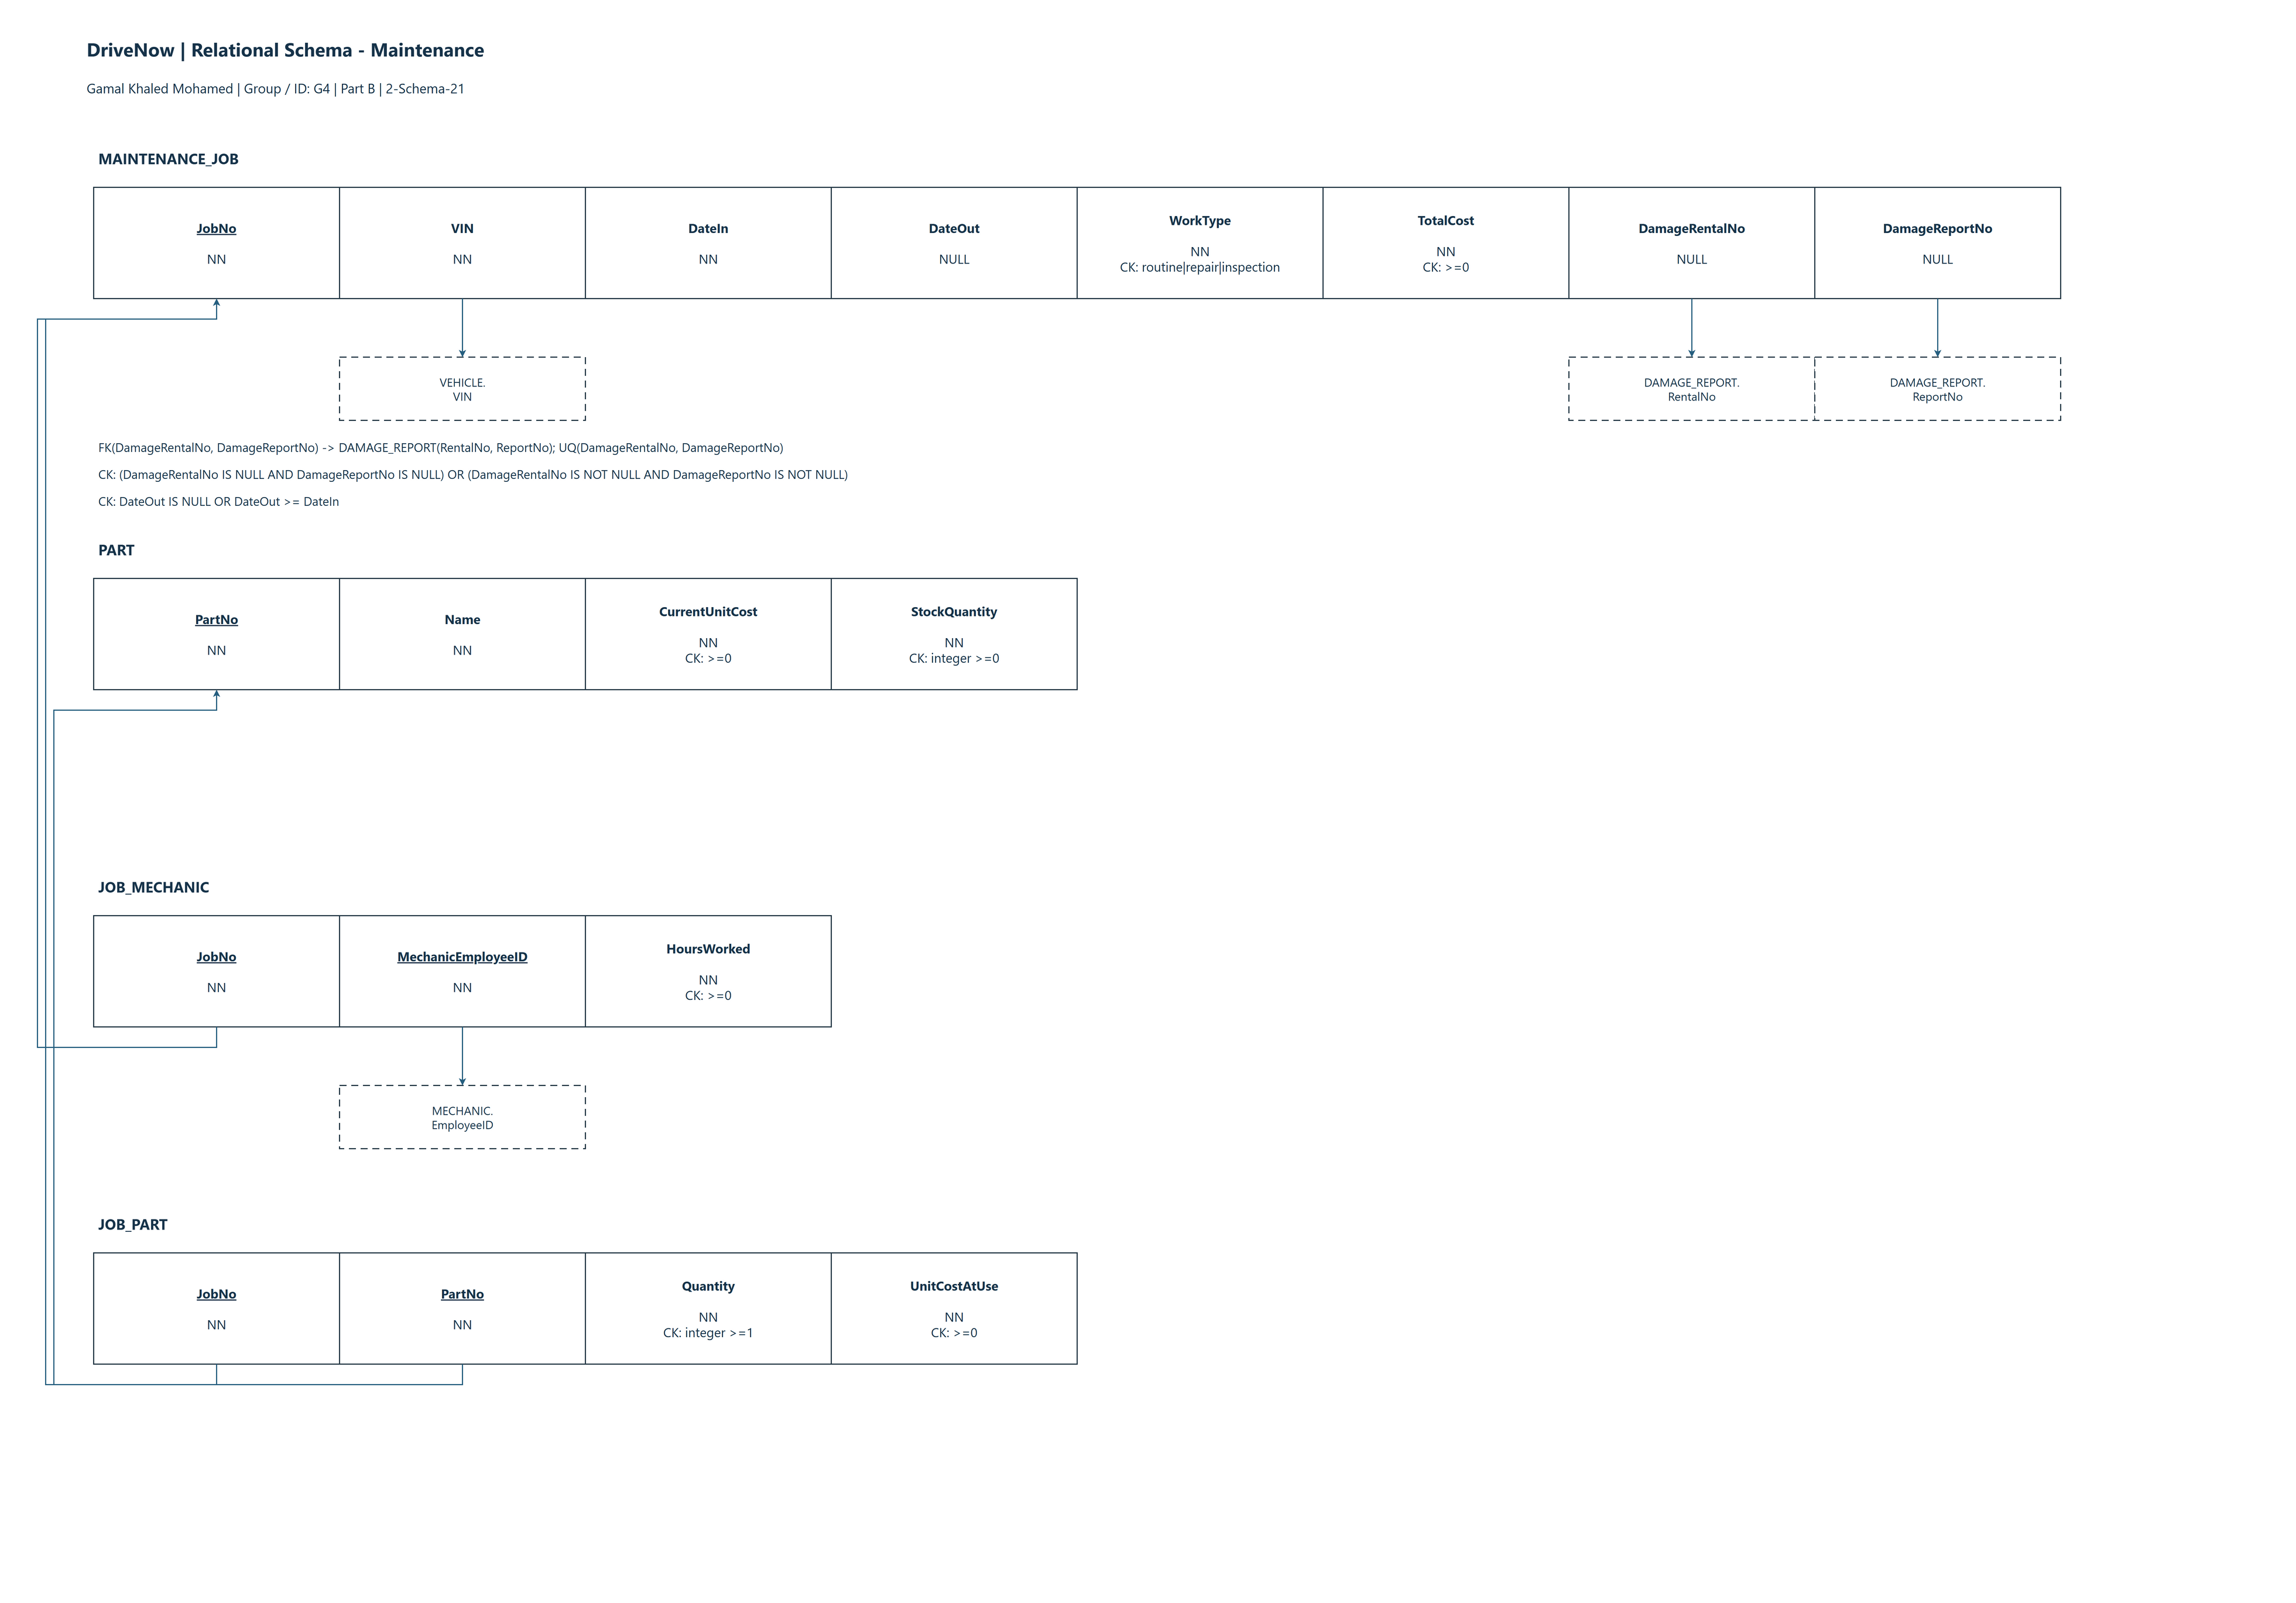 DriveNow | Relational Schema - Maintenance
Gamal Khaled Mohamed | Group / ID: G4 | Part B | 2-Schema-21
MAINTENANCE_JOB
JobNo
NN
VIN
NN
DateIn
NN
DateOut
NULL
WorkType
NN
CK: routine|repair|inspection
TotalCost
NN
CK: >=0
DamageRentalNo
NULL
DamageReportNo
NULL
VEHICLE.
VIN
DAMAGE_REPORT.
RentalNo
DAMAGE_REPORT.
ReportNo
FK(DamageRentalNo, DamageReportNo) -> DAMAGE_REPORT(RentalNo, ReportNo); UQ(DamageRentalNo, DamageReportNo)
CK: (DamageRentalNo IS NULL AND DamageReportNo IS NULL) OR (DamageRentalNo IS NOT NULL AND DamageReportNo IS NOT NULL)
CK: DateOut IS NULL OR DateOut >= DateIn
PART
PartNo
NN
Name
NN
CurrentUnitCost
NN
CK: >=0
StockQuantity
NN
CK: integer >=0
JOB_MECHANIC
JobNo
NN
MechanicEmployeeID
NN
HoursWorked
NN
CK: >=0
MECHANIC.
EmployeeID
JOB_PART
JobNo
NN
PartNo
NN
Quantity
NN
CK: integer >=1
UnitCostAtUse
NN
CK: >=0